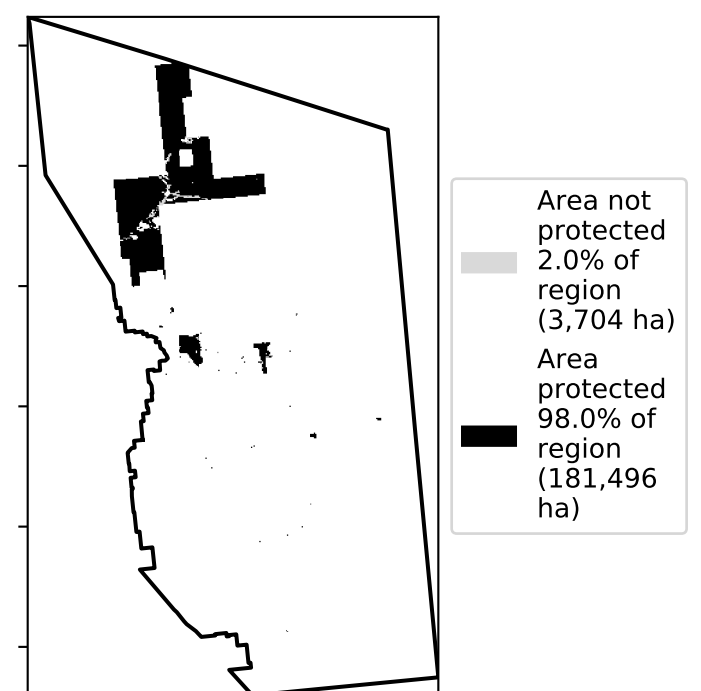 Area not
protected
2.0% of
region
(3,704 ha)
Area
protected
98.0% of
region
(181,496
ha)